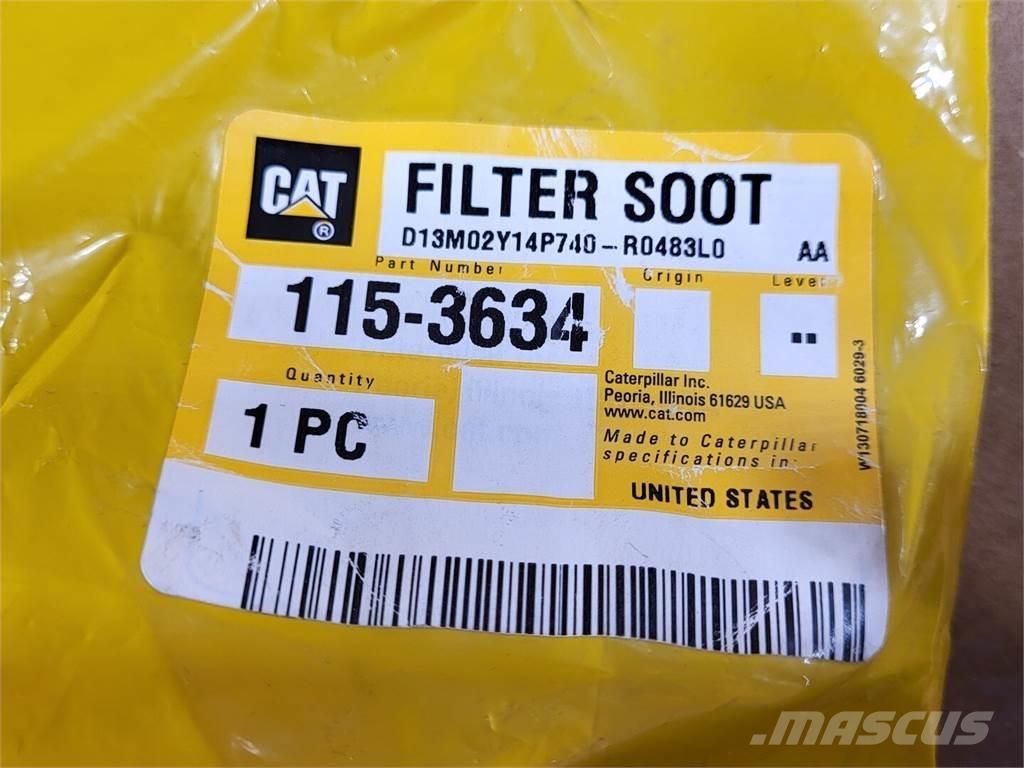 CAT
®
FILTER SOOT
D13M02Y14P740-R0483L0 AA
Part Number Origin Level
115-3634 --
Quantity
1 PC
Caterpillar Inc.
Peoria, Illinois 61629 USA
www.cat.com
Made to Caterpillar
specifications in:
UNITED STATES
W130718004 6029-3
MASCUS